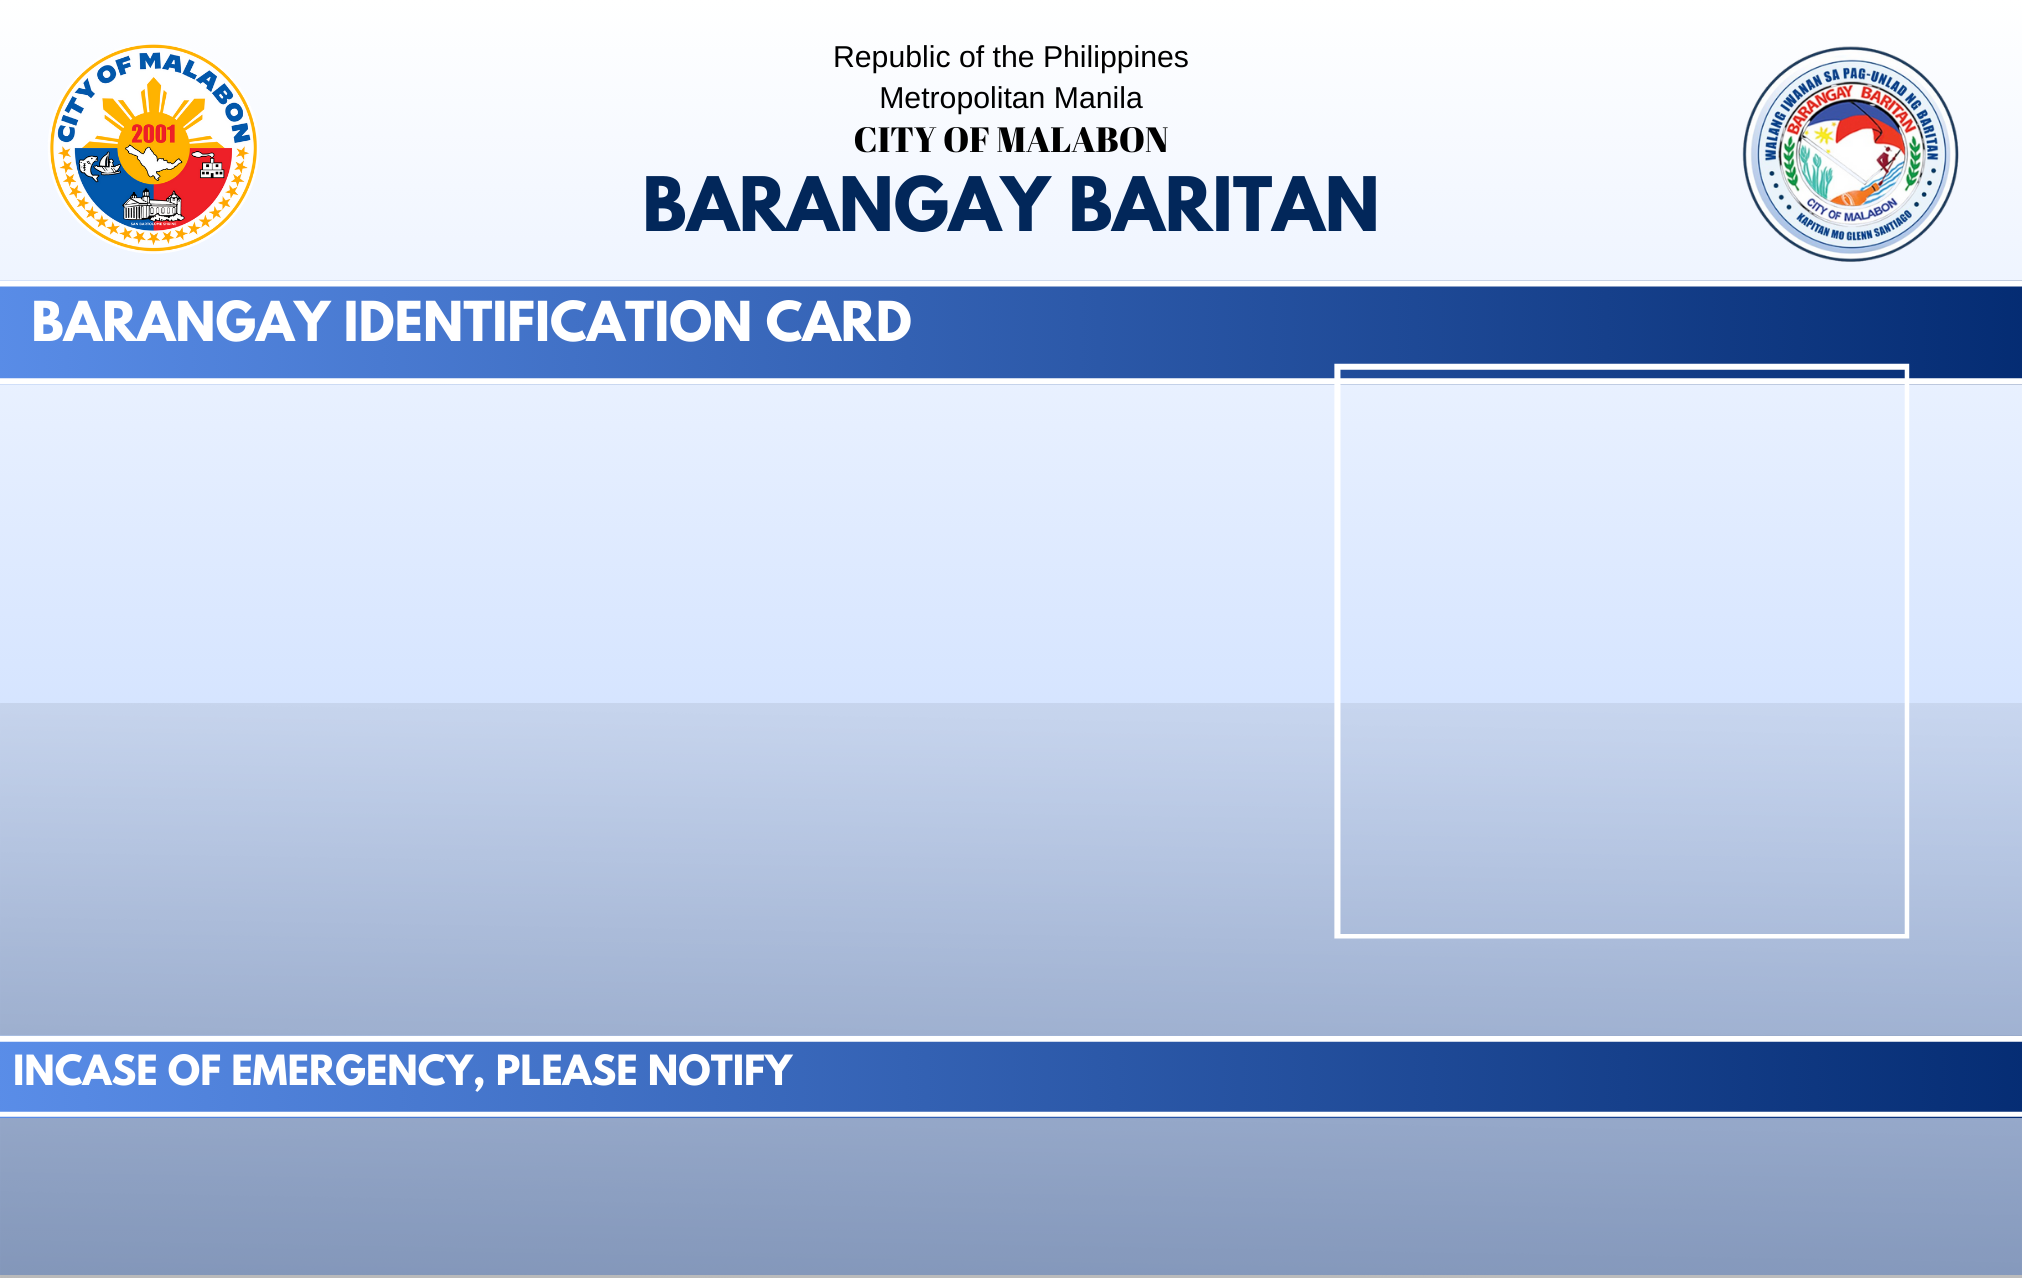 CITY OF MALABON
2001
Republic of the Philippines
Metropolitan Manila
CITY OF MALABON
BARANGAY BARITAN
WALANG IWANAN SA PAG-UNLAD NG BARITAN
BARANGAY BARITAN
CITY OF MALABON
KAPITAN MO GLENN SANTIAGO
BARANGAY IDENTIFICATION CARD
INCASE OF EMERGENCY, PLEASE NOTIFY